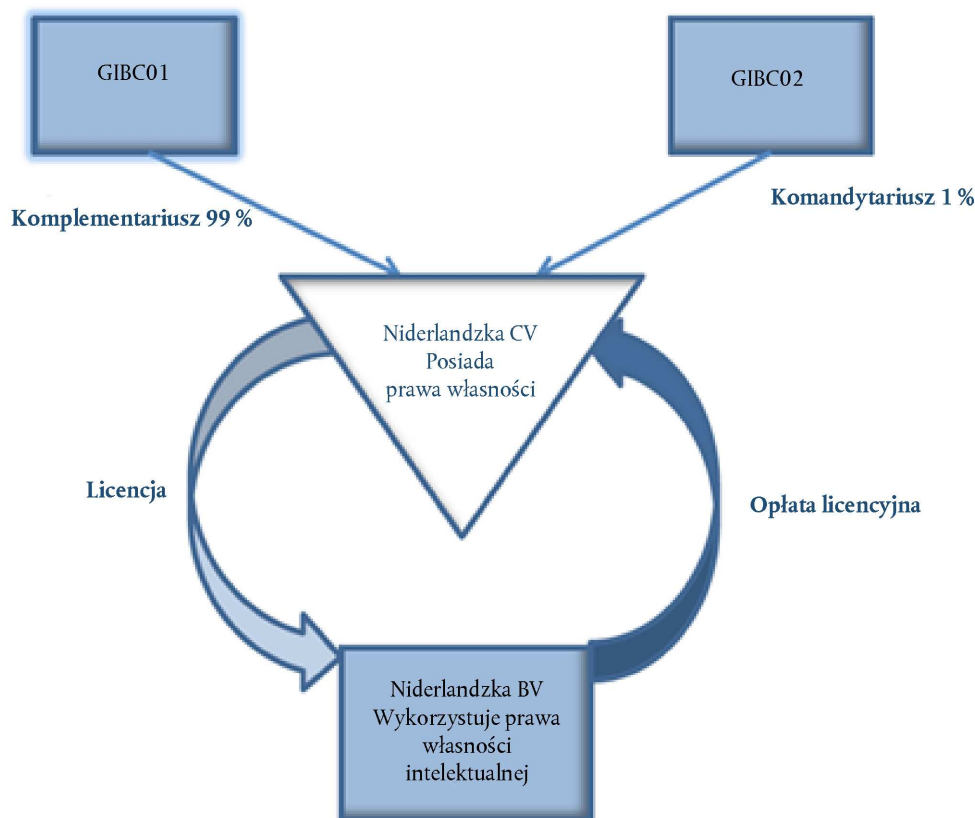 GIBC01
GIBC02
Komplementariusz 99 %
Komandytariusz 1 %
Niderlandzka CV
Posiada
prawa własności
Licencja
Opłata licencyjna
Niderlandzka BV
Wykorzystuje prawa
własności
intelektualnej